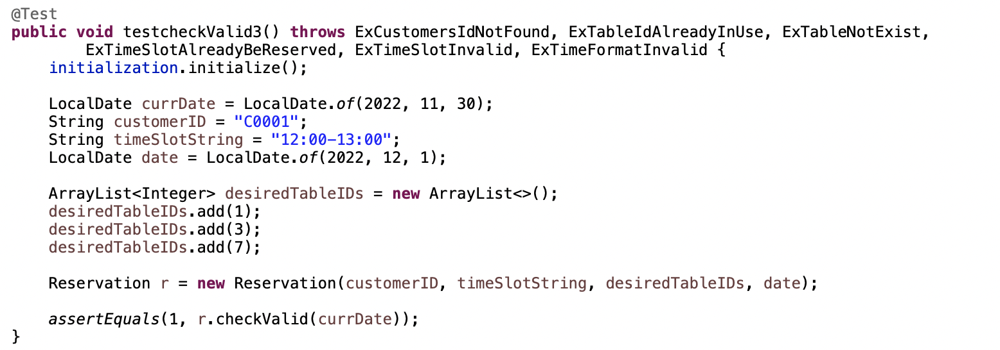 @Test
public void testcheckValid3() throws ExCustomersIdNotFound, ExTableIdAlreadyInUse, ExTableNotExist,
        ExTimeSlotAlreadyBeReserved, ExTimeSlotInvalid, ExTimeFormatInvalid {
    initialization.initialize();

    LocalDate currDate = LocalDate.of(2022, 11, 30);
    String customerID = "C0001";
    String timeSlotString = "12:00-13:00";
    LocalDate date = LocalDate.of(2022, 12, 1);

    ArrayList<Integer> desiredTableIDs = new ArrayList<>();
    desiredTableIDs.add(1);
    desiredTableIDs.add(3);
    desiredTableIDs.add(7);

    Reservation r = new Reservation(customerID, timeSlotString, desiredTableIDs, date);

    assertEquals(1, r.checkValid(currDate));
}